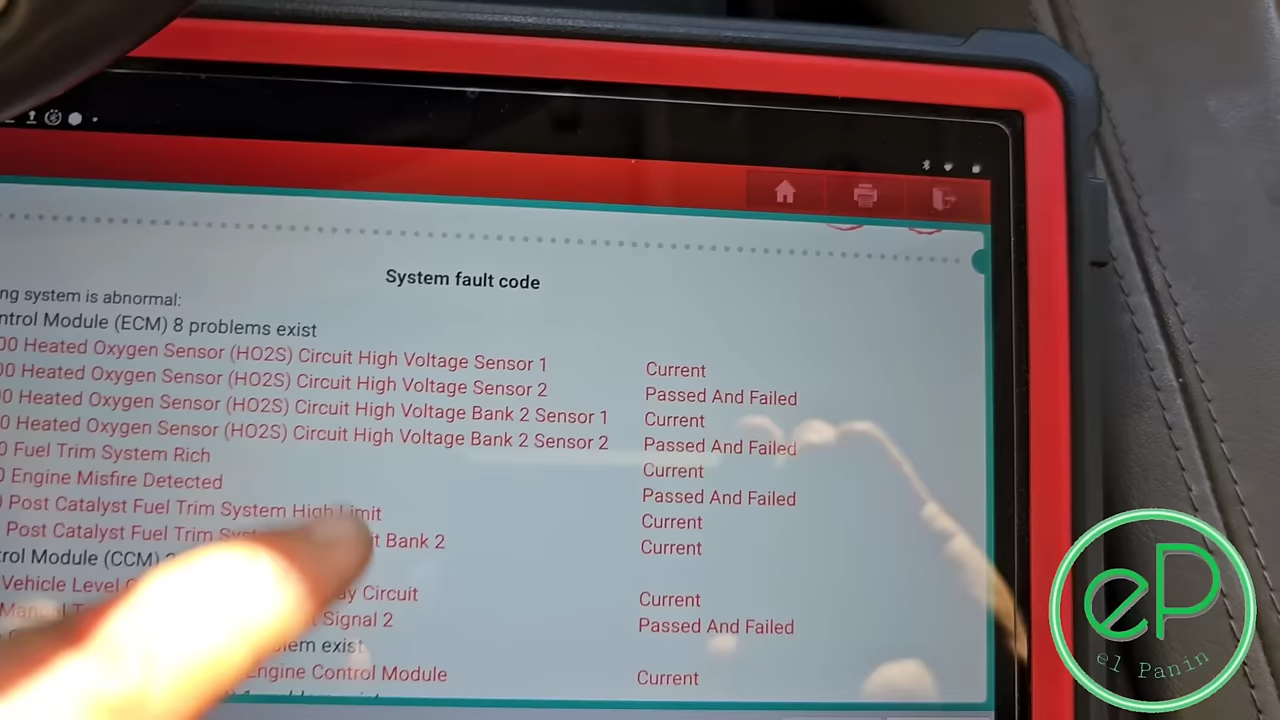 System fault code
ng system is abnormal:
ntrol Module (ECM) 8 problems exist
00 Heated Oxygen Sensor (HO2S) Circuit High Voltage Sensor 1 Current
00 Heated Oxygen Sensor (HO2S) Circuit High Voltage Sensor 2 Passed And Failed
00 Heated Oxygen Sensor (HO2S) Circuit High Voltage Bank 2 Sensor 1 Current
0 Heated Oxygen Sensor (HO2S) Circuit High Voltage Bank 2 Sensor 2 Passed And Failed
0 Fuel Trim System Rich Current
0 Engine Misfire Detected Passed And Failed
Post Catalyst Fuel Trim System High Limit Current
Post Catalyst Fuel Trim Bank 2 Current
trol Module (CCM)
Vehicle Level Circuit Current
Signal 2 Passed And Failed
exist
Engine Control Module Current
eP
el Panin